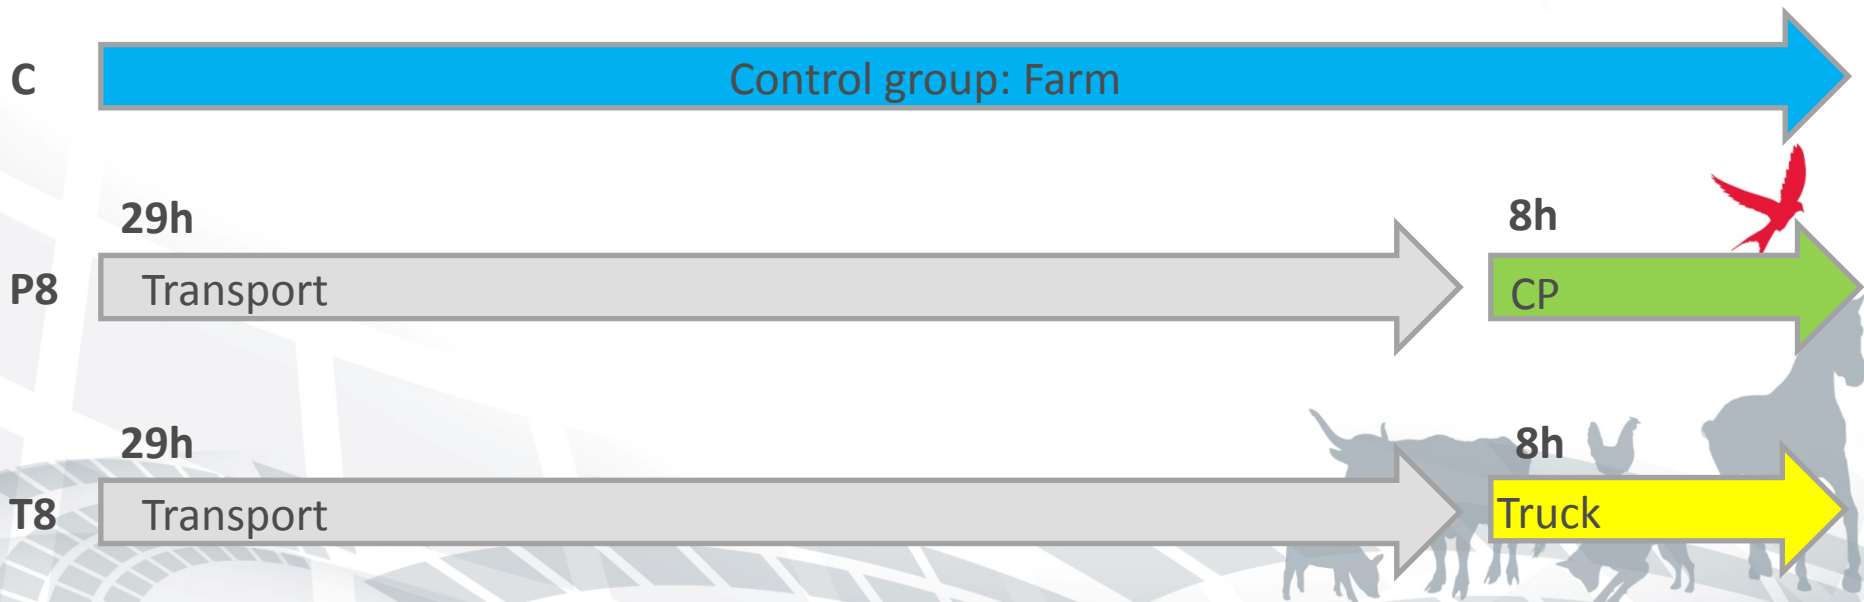 C
Control group: Farm
29h
8h
P8
Transport
CP
29h
8h
T8
Transport
Truck